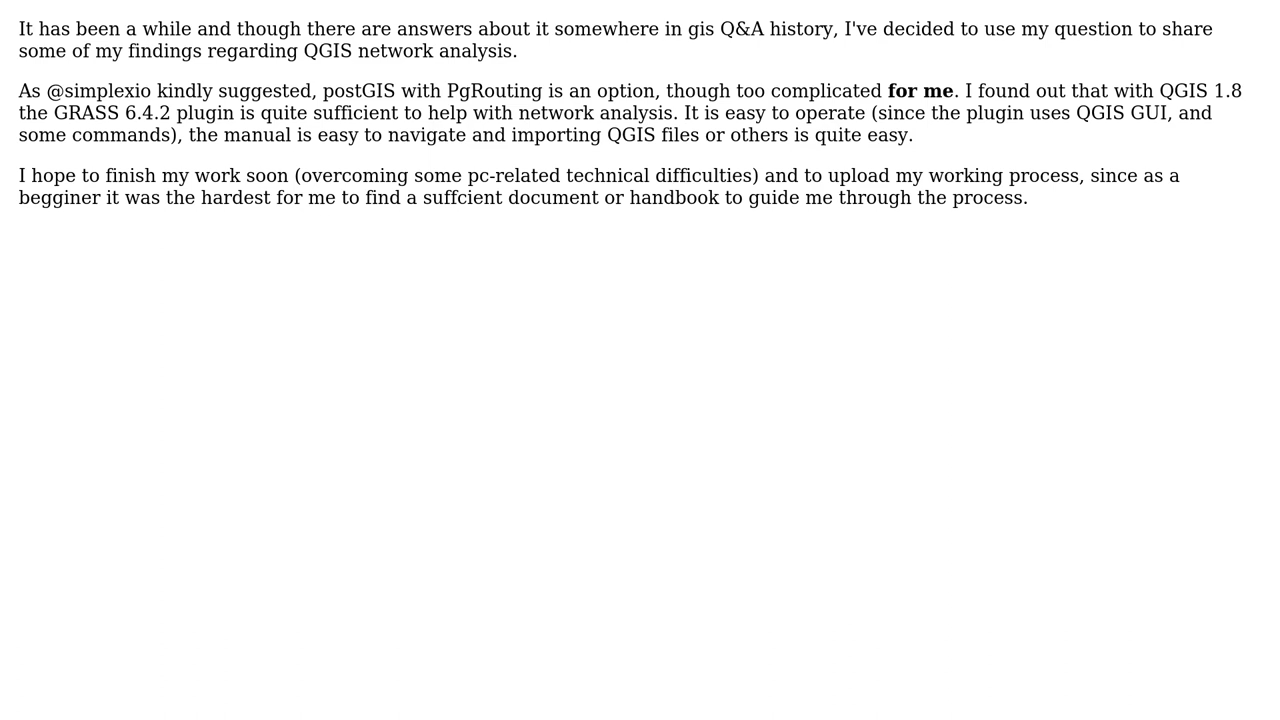 It has been a while and though there are answers about it somewhere in gis Q&A history, I've decided to use my question to share
some of my findings regarding QGIS network analysis.
As @simplexio kindly suggested, postGIS with PgRouting is an option, though too complicated for me. I found out that with QGIS 1.8
the GRASS 6.4.2 plugin is quite sufficient to help with network analysis. It is easy to operate (since the plugin uses QGIS GUI, and
some commands), the manual is easy to navigate and importing QGIS files or others is quite easy.
I hope to finish my work soon (overcoming some pc-related technical difficulties) and to upload my working process, since as a
begginer it was the hardest for me to find a suffcient document or handbook to guide me through the process.